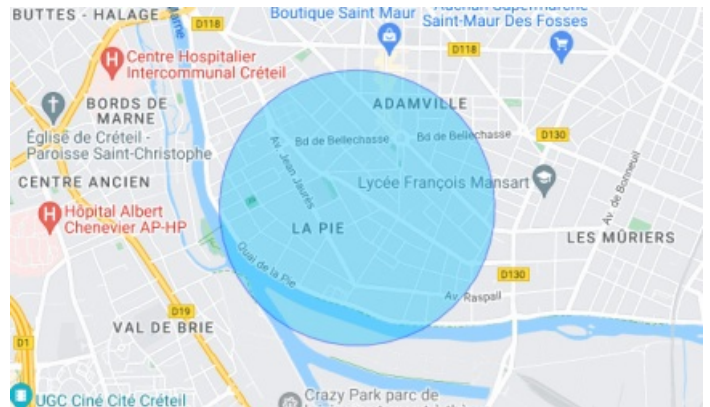 BUTTES - HALAGE
D118
Marne
Boutique Saint Maur
Auchan Supermarché
Saint-Maur Des Fosses
D118
Centre Hospitalier
Intercommunal Créteil
BORDS DE
MARNE
ADAMVILLE
Église de Créteil -
Paroisse Saint-Christophe
Av. Jean Jaurès
Bd de Bellechasse
Bd de Bellechasse
D130
CENTRE ANCIEN
Lycée François Mansart
Av. de Bonneuil
Hôpital Albert
Chenevier AP-HP
LA PIE
LES MÛRIERS
Quai de la Pie
D130
Av. Raspail
D19
VAL DE BRIE
D1
UGC Ciné Cité Créteil
Crazy Park parc de